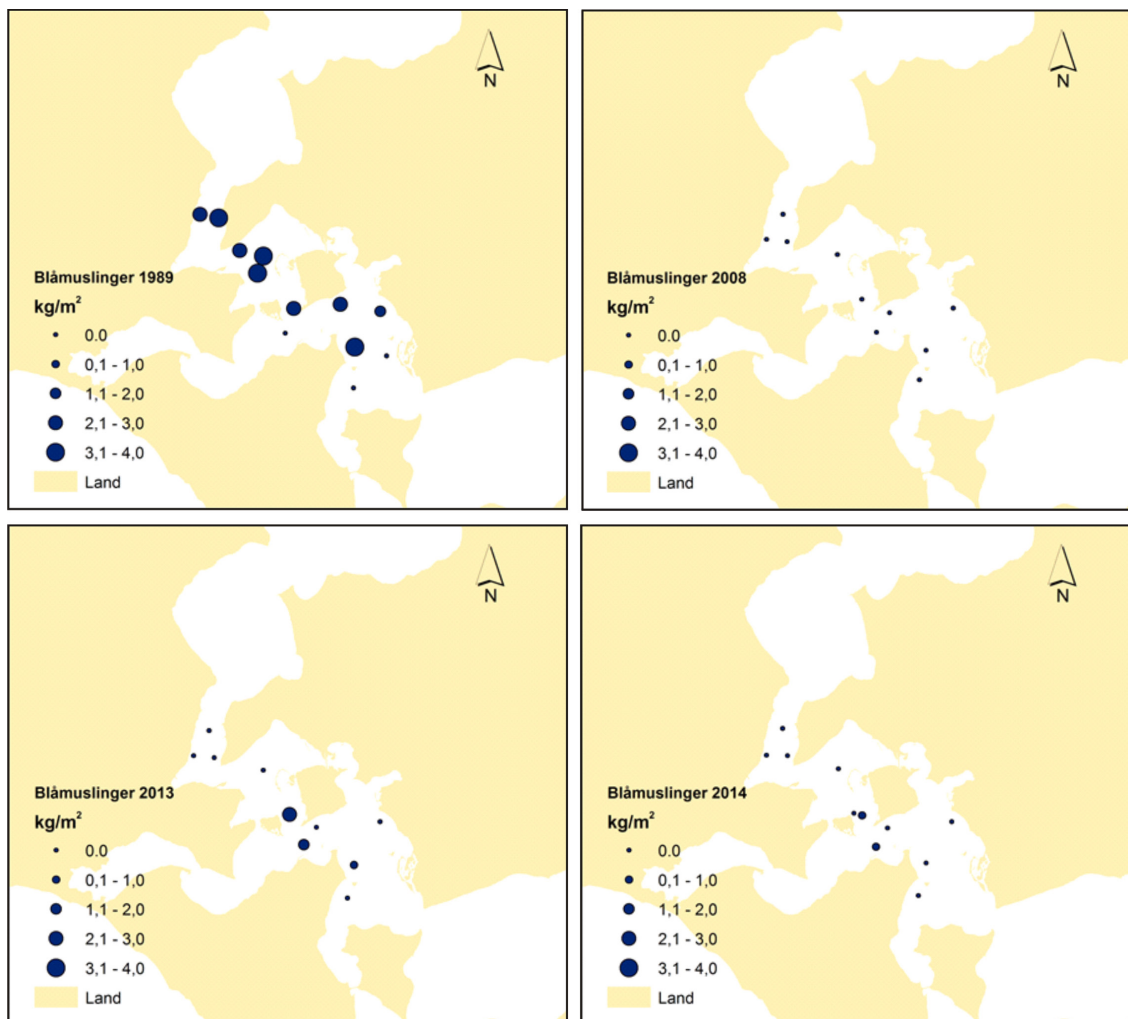 N
Blåmuslinger 1989
kg/m²
0.0
0,1 - 1,0
1,1 - 2,0
2,1 - 3,0
3,1 - 4,0
Land
N
Blåmuslinger 2008
kg/m²
0.0
0,1 - 1,0
1,1 - 2,0
2,1 - 3,0
3,1 - 4,0
Land
N
Blåmuslinger 2013
kg/m²
0.0
0,1 - 1,0
1,1 - 2,0
2,1 - 3,0
3,1 - 4,0
Land
N
Blåmuslinger 2014
kg/m²
0.0
0,1 - 1,0
1,1 - 2,0
2,1 - 3,0
3,1 - 4,0
Land